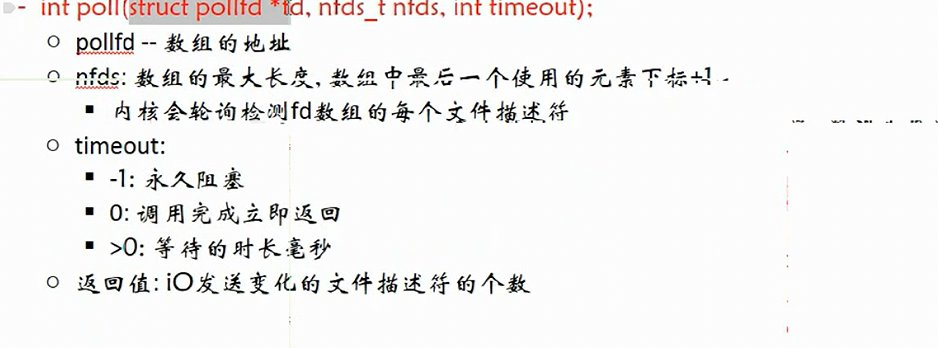 - int poll(struct pollfd *fd, nfds_t nfds, int timeout);
pollfd -- 数组的地址
nfds: 数组的最大长度, 数组中最后一个使用的元素下标+1
内核会轮询检测fd数组的每个文件描述符
timeout:
-1: 永久阻塞
0: 调用完成立即返回
>0: 等待的时长毫秒
返回值: iO发送变化的文件描述符的个数